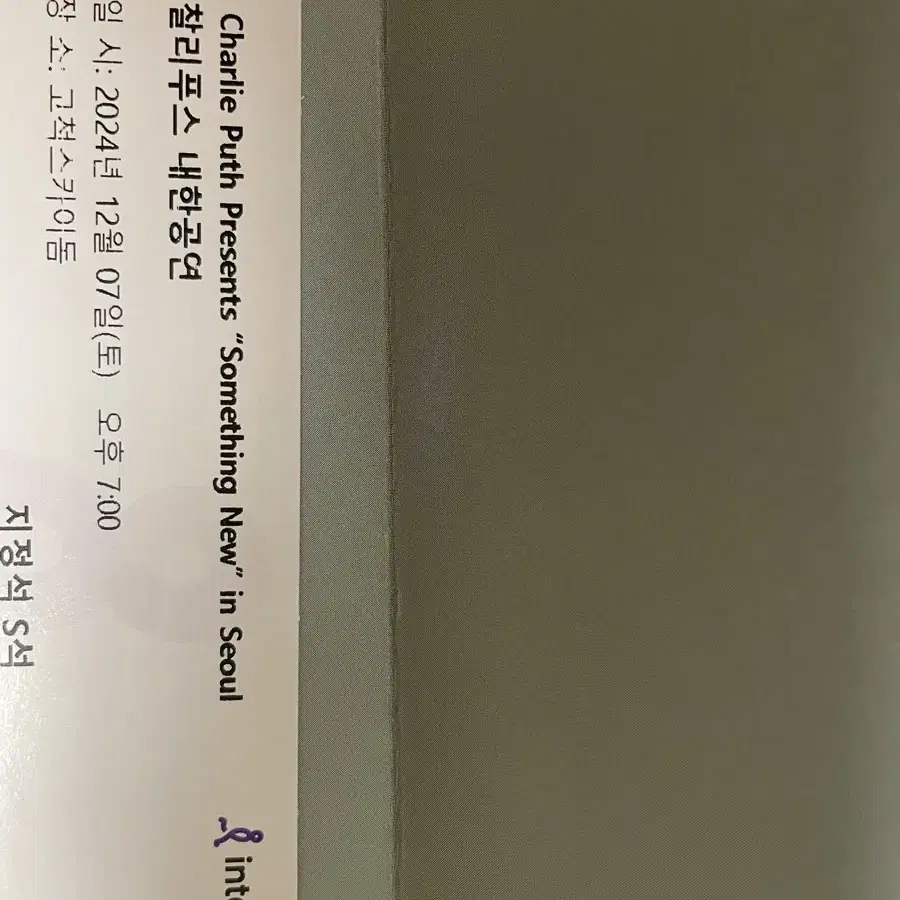 Charlie Puth Presents “Something New” in Seoul
찰리푸스 내한공연
일 시: 2024년 12월 07일(토) 오후 7:00
장 소: 고척스카이돔
지정석 S석